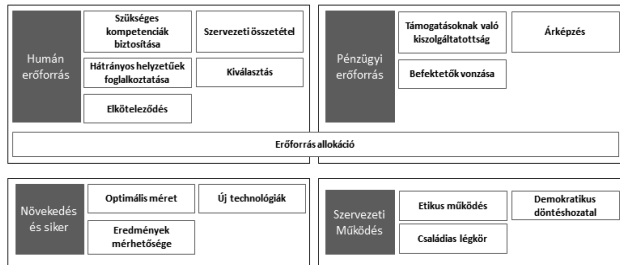 Humán
erőforrás
Szükséges
kompetenciák
biztosítása
Szervezeti összetétel
Hátrányos helyzetűek
foglalkoztatása
Kiválasztás
Elköteleződés
Pénzügyi
erőforrás
Támogatásoknak való
kiszolgáltatottság
Árképzés
Befektetők vonzása
Erőforrás allokáció
Növekedés
és siker
Optimális méret
Új technológiák
Eredmények
mérhetősége
Szervezeti
Működés
Etikus működés
Demokratikus
döntéshozatal
Családias légkör